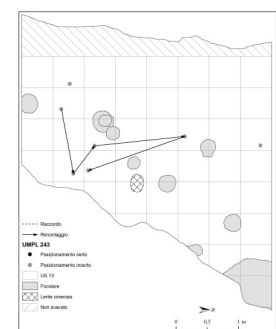 Raccordo
Rimontaggio
UMPL 243
Posizionamento certo
Posizionamento incerto
US 13
Focolare
Lente cinerosa
Non scavato
z
0 0,5 1 m